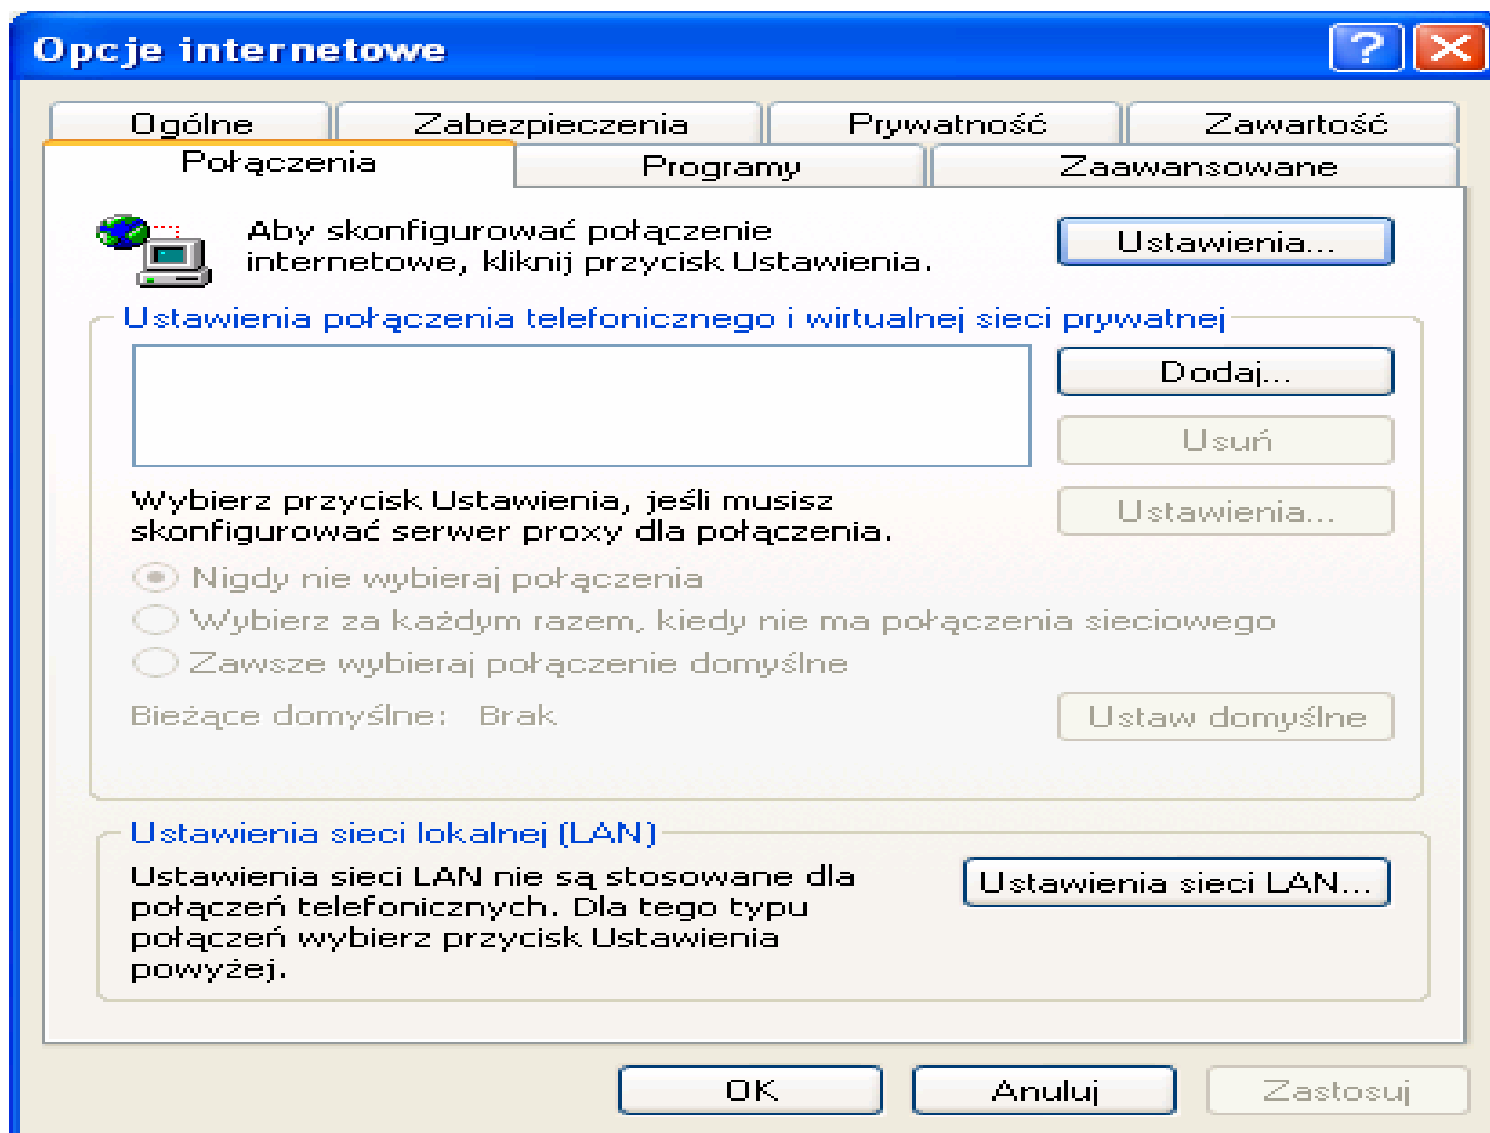 Opcje internetowe
Ogólne Zabezpieczenia Prywatność Zawartość
Połączenia Programy Zaawansowane
Aby skonfigurować połączenie
internetowe, kliknij przycisk Ustawienia.
Ustawienia...
Ustawienia połączenia telefonicznego i wirtualnej sieci prywatnej
Dodaj...
Usuń
Wybierz przycisk Ustawienia, jeśli musisz
skonfigurować serwer proxy dla połączenia.
Ustawienia...
Nigdy nie wybieraj połączenia
Wybierz za każdym razem, kiedy nie ma połączenia sieciowego
Zawsze wybieraj połączenie domyślne
Bieżące domyślne: Brak
Ustaw domyślne
Ustawienia sieci lokalnej (LAN)
Ustawienia sieci LAN nie są stosowane dla
połączeń telefonicznych. Dla tego typu
połączeń wybierz przycisk Ustawienia
powyżej.
Ustawienia sieci LAN...
OK Anuluj Zastosuj